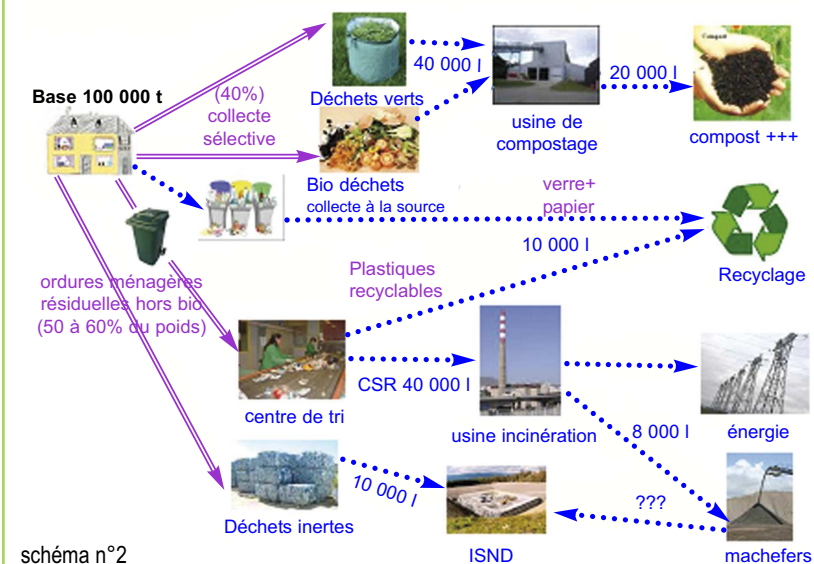 Base 100 000 t
(40%)
collecte
sélective
Déchets verts
40 000 l
usine de
compostage
20 000 l
Compost
compost +++
Bio déchets
collecte à la source
verre+
papier
10 000 l
Recyclage
ordures ménagères
résiduelles hors bio
(50 à 60% du poids)
Plastiques
recyclables
centre de tri
CSR 40 000 l
usine incinération
énergie
8 000 l
Déchets inertes
10 000 l
ISND
???
machefers
schéma n°2